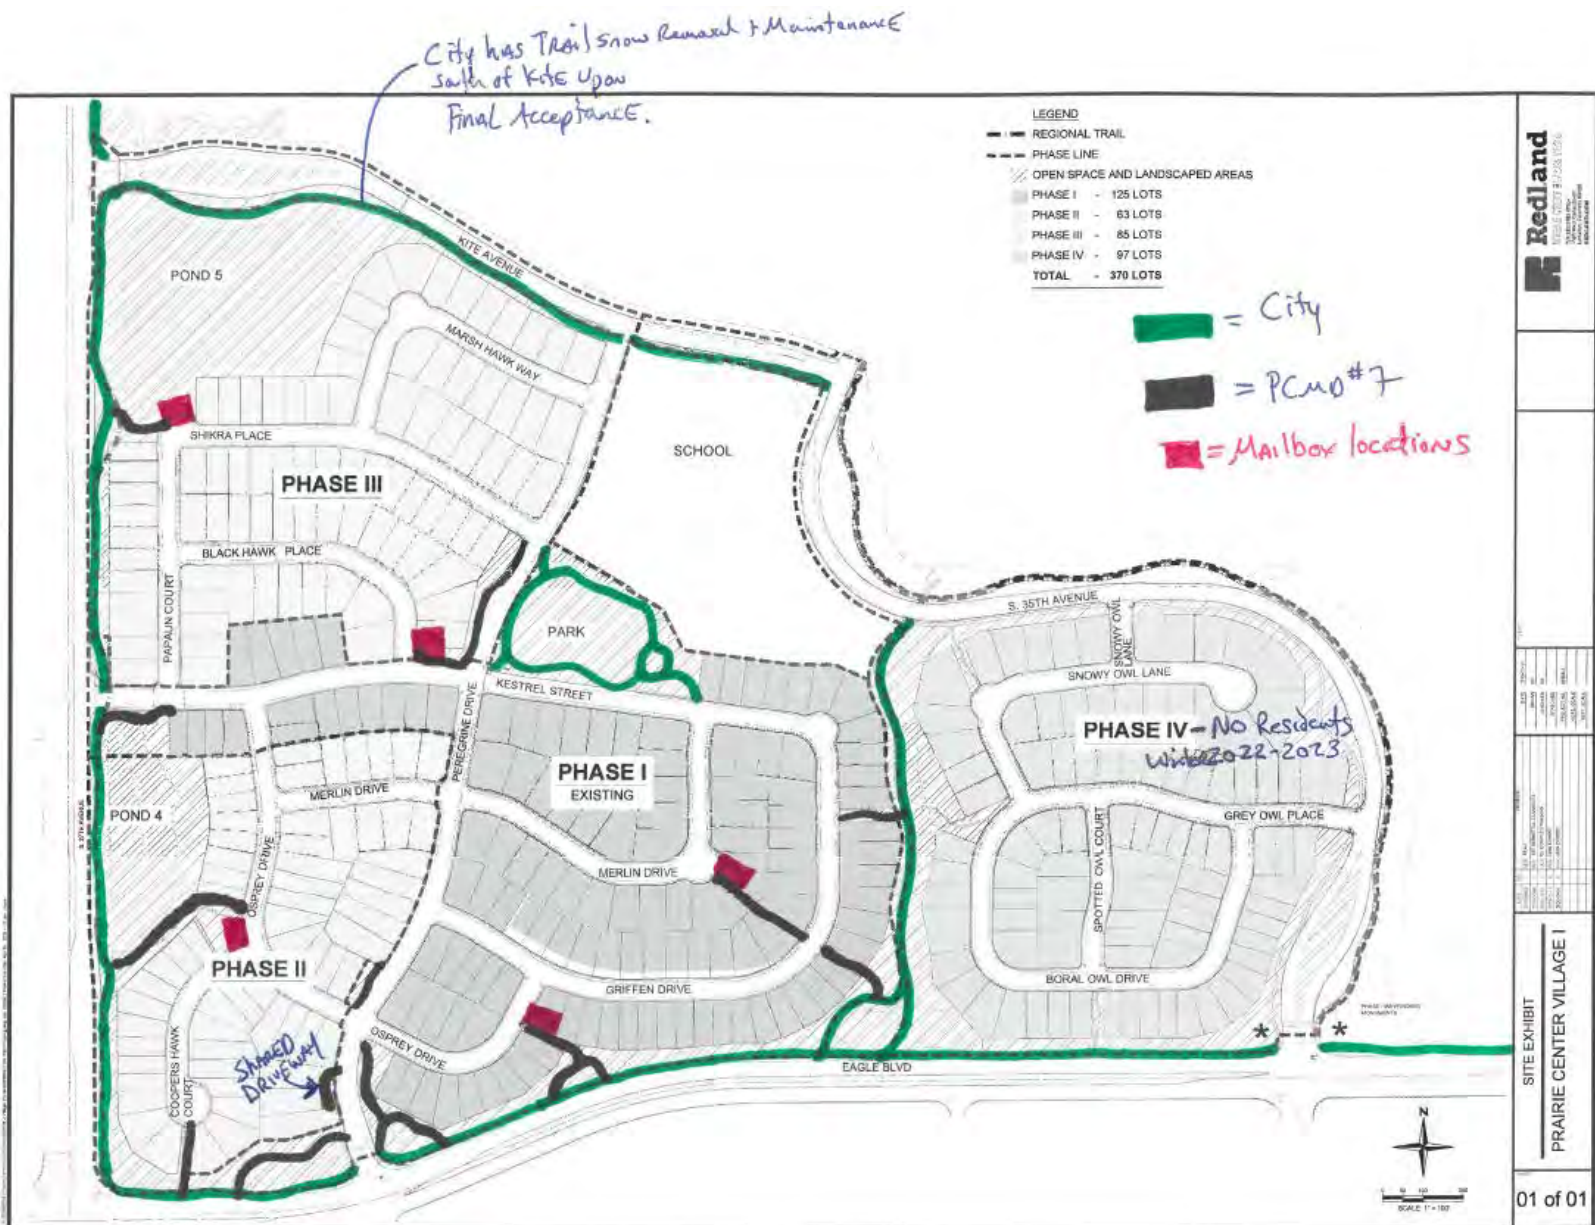 City has Trail Snow Removal & Maintenance
South of Kite Upon
Final Acceptance.
LEGEND
REGIONAL TRAIL
PHASE LINE
OPEN SPACE AND LANDSCAPED AREAS
PHASE I - 125 LOTS
PHASE II - 63 LOTS
PHASE III - 85 LOTS
PHASE IV - 97 LOTS
TOTAL - 370 LOTS
= City
= PCMD #7
= Mailbox locations
Redland
POND 5
KITE AVENUE
MARSH HAWK WAY
SHIKRA PLACE
SCHOOL
PHASE III
BLACK HAWK PLACE
PAPAUN COURT
PARK
KESTREL STREET
PEREGRINE DRIVE
S. 35TH AVENUE
SNOWY OWL
LANE
SNOWY OWL LANE
PHASE IV - No Residents
Winter 2022-2023
PHASE I
EXISTING
MERLIN DRIVE
POND 4
OSPREY DRIVE
MERLIN DRIVE
GREY OWL PLACE
SPOTTED OWL COURT
PHASE II
GRIFFEN DRIVE
BORAL OWL DRIVE
OSPREY DRIVE
SHARED
DRIVEWAY
COOPERS HAWK
COURT
EAGLE BLVD
* *
N
SCALE 1" = 100'
SITE EXHIBIT
PRAIRIE CENTER VILLAGE I
01 of 01